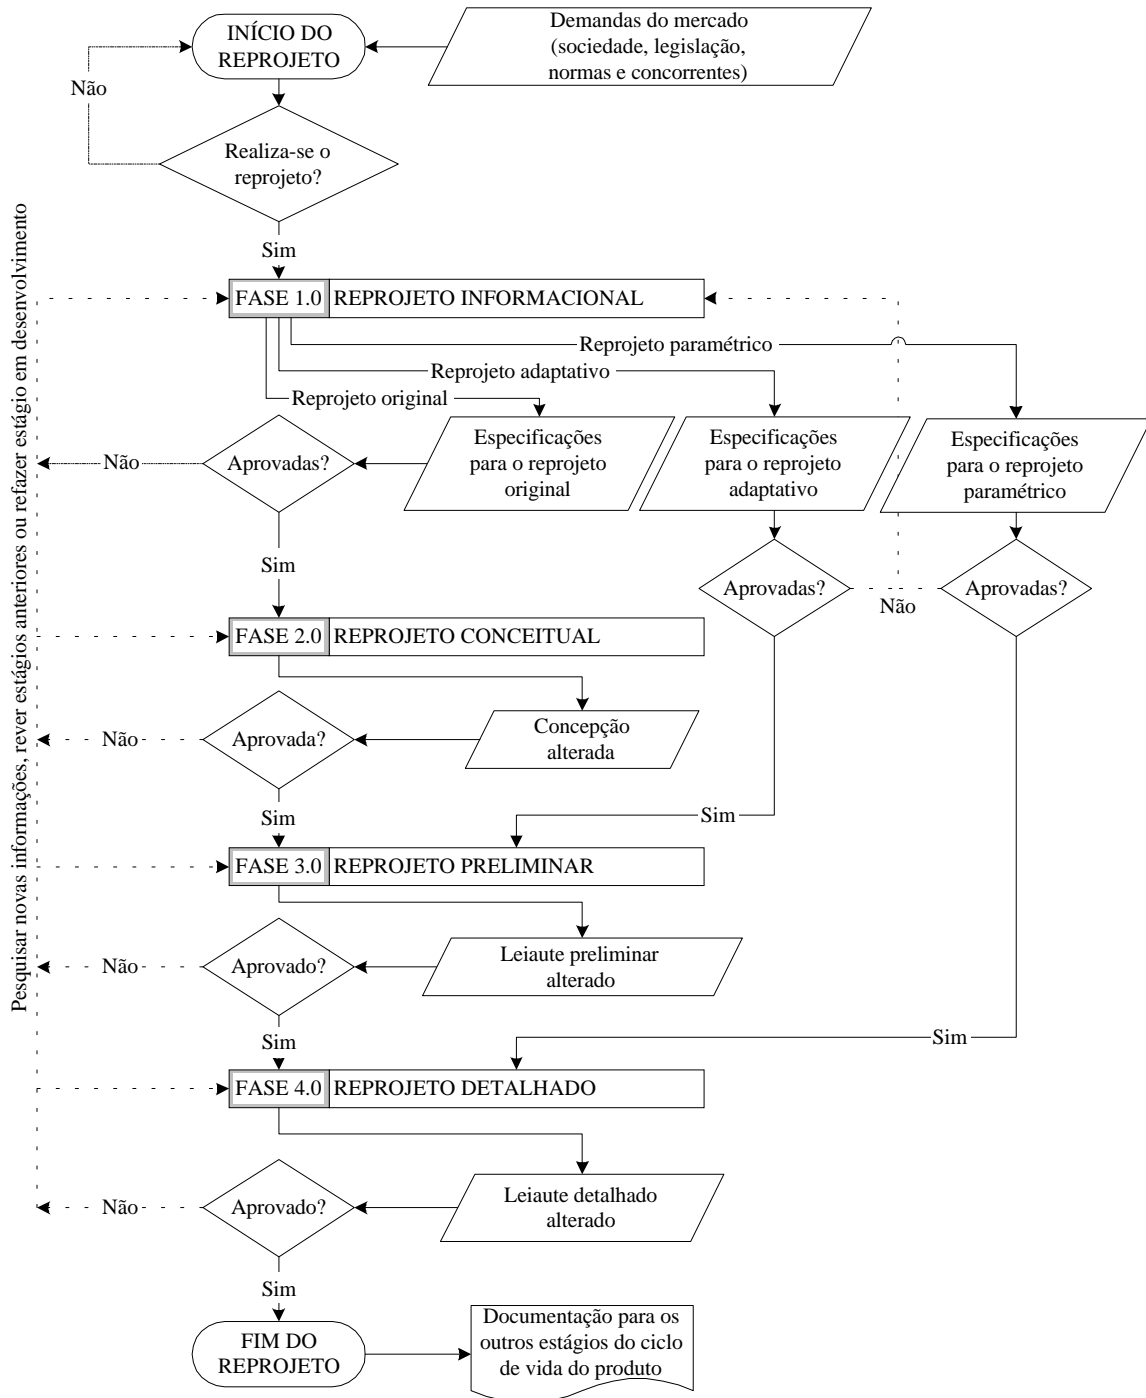 INÍCIO DO
REPROJETO
Demandas do mercado
(sociedade, legislação,
normas e concorrentes)
Não
Realiza-se o
reprojeto?
Sim
Pesquisar novas informações, rever estágios anteriores ou refazer estágio em desenvolvimento
FASE 1.0 REPROJETO INFORMACIONAL
Reprojeto paramétrico
Reprojeto adaptativo
Reprojeto original
Especificações
para o reprojeto
original
Especificações
para o reprojeto
adaptativo
Especificações
para o reprojeto
paramétrico
Aprovadas?
Não
Sim
Aprovadas?
Não
Aprovadas?
FASE 2.0 REPROJETO CONCEITUAL
Concepção
alterada
Aprovada?
Não
Sim
Sim
FASE 3.0 REPROJETO PRELIMINAR
Leiaute preliminar
alterado
Aprovado?
Não
Sim
Sim
FASE 4.0 REPROJETO DETALHADO
Leiaute detalhado
alterado
Aprovado?
Não
Sim
FIM DO
REPROJETO
Documentação para os
outros estágios do ciclo
de vida do produto